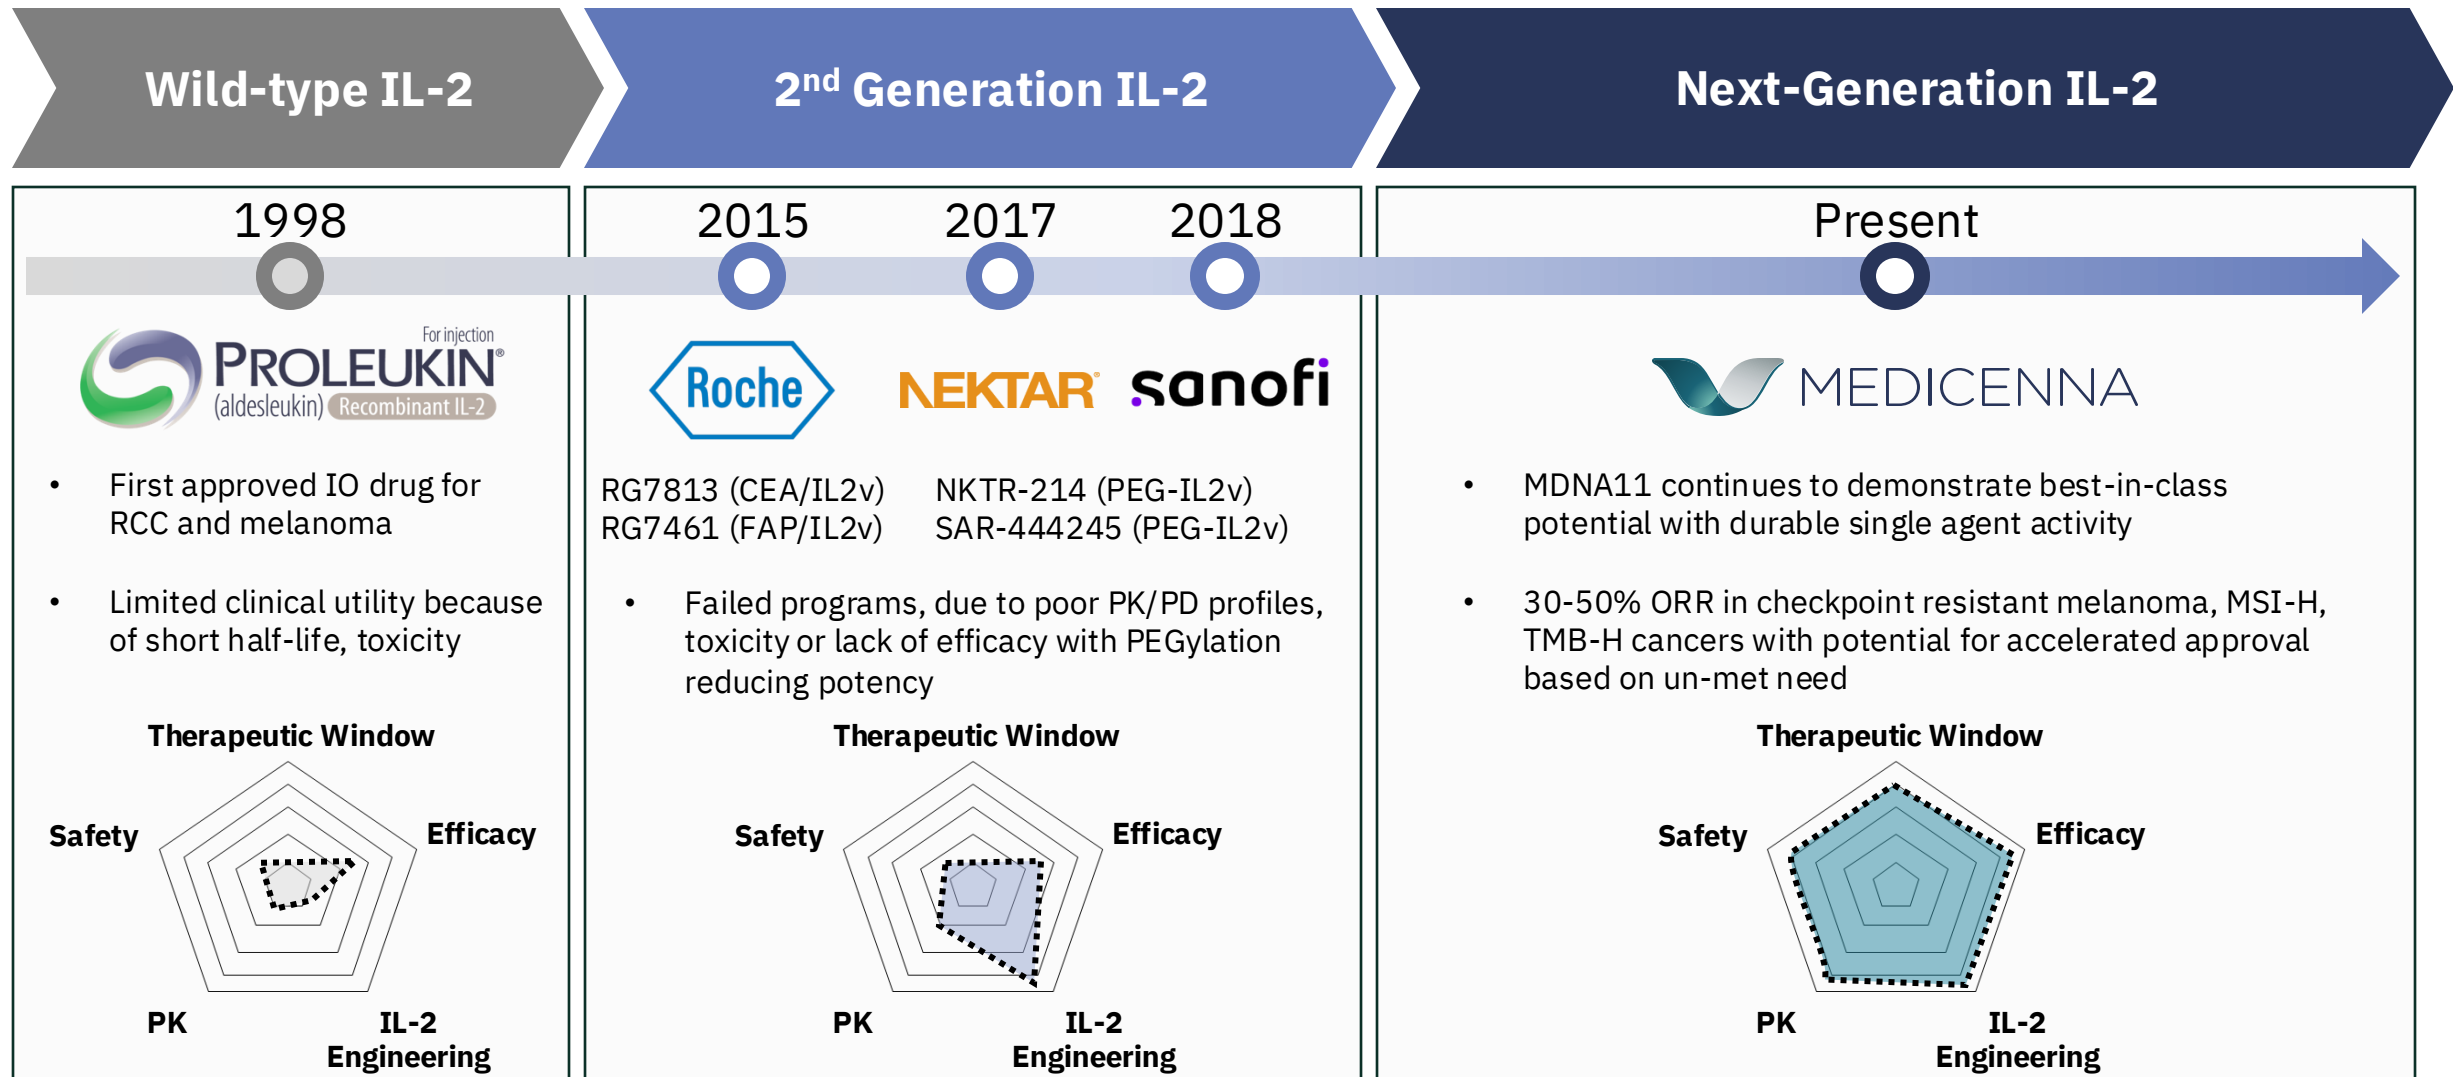 Wild-type IL-2
2nd Generation IL-2
Next-Generation IL-2
1998
For injection
PROLEUKIN®
(aldesleukin) Recombinant IL-2
• First approved IO drug for
RCC and melanoma
• Limited clinical utility because
of short half-life, toxicity
Therapeutic Window
Safety
Efficacy
PK
IL-2
Engineering
2015
2017
2018
Roche
NEKTAR®
sanofi
RG7813 (CEA/IL2v)
RG7461 (FAP/IL2v)
NKTR-214 (PEG-IL2v)
SAR-444245 (PEG-IL2v)
• Failed programs, due to poor PK/PD profiles,
toxicity or lack of efficacy with PEGylation
reducing potency
Therapeutic Window
Safety
Efficacy
PK
IL-2
Engineering
Present
MEDICENNA
• MDNA11 continues to demonstrate best-in-class
potential with durable single agent activity
• 30-50% ORR in checkpoint resistant melanoma, MSI-H,
TMB-H cancers with potential for accelerated approval
based on un-met need
Therapeutic Window
Safety
Efficacy
PK
IL-2
Engineering